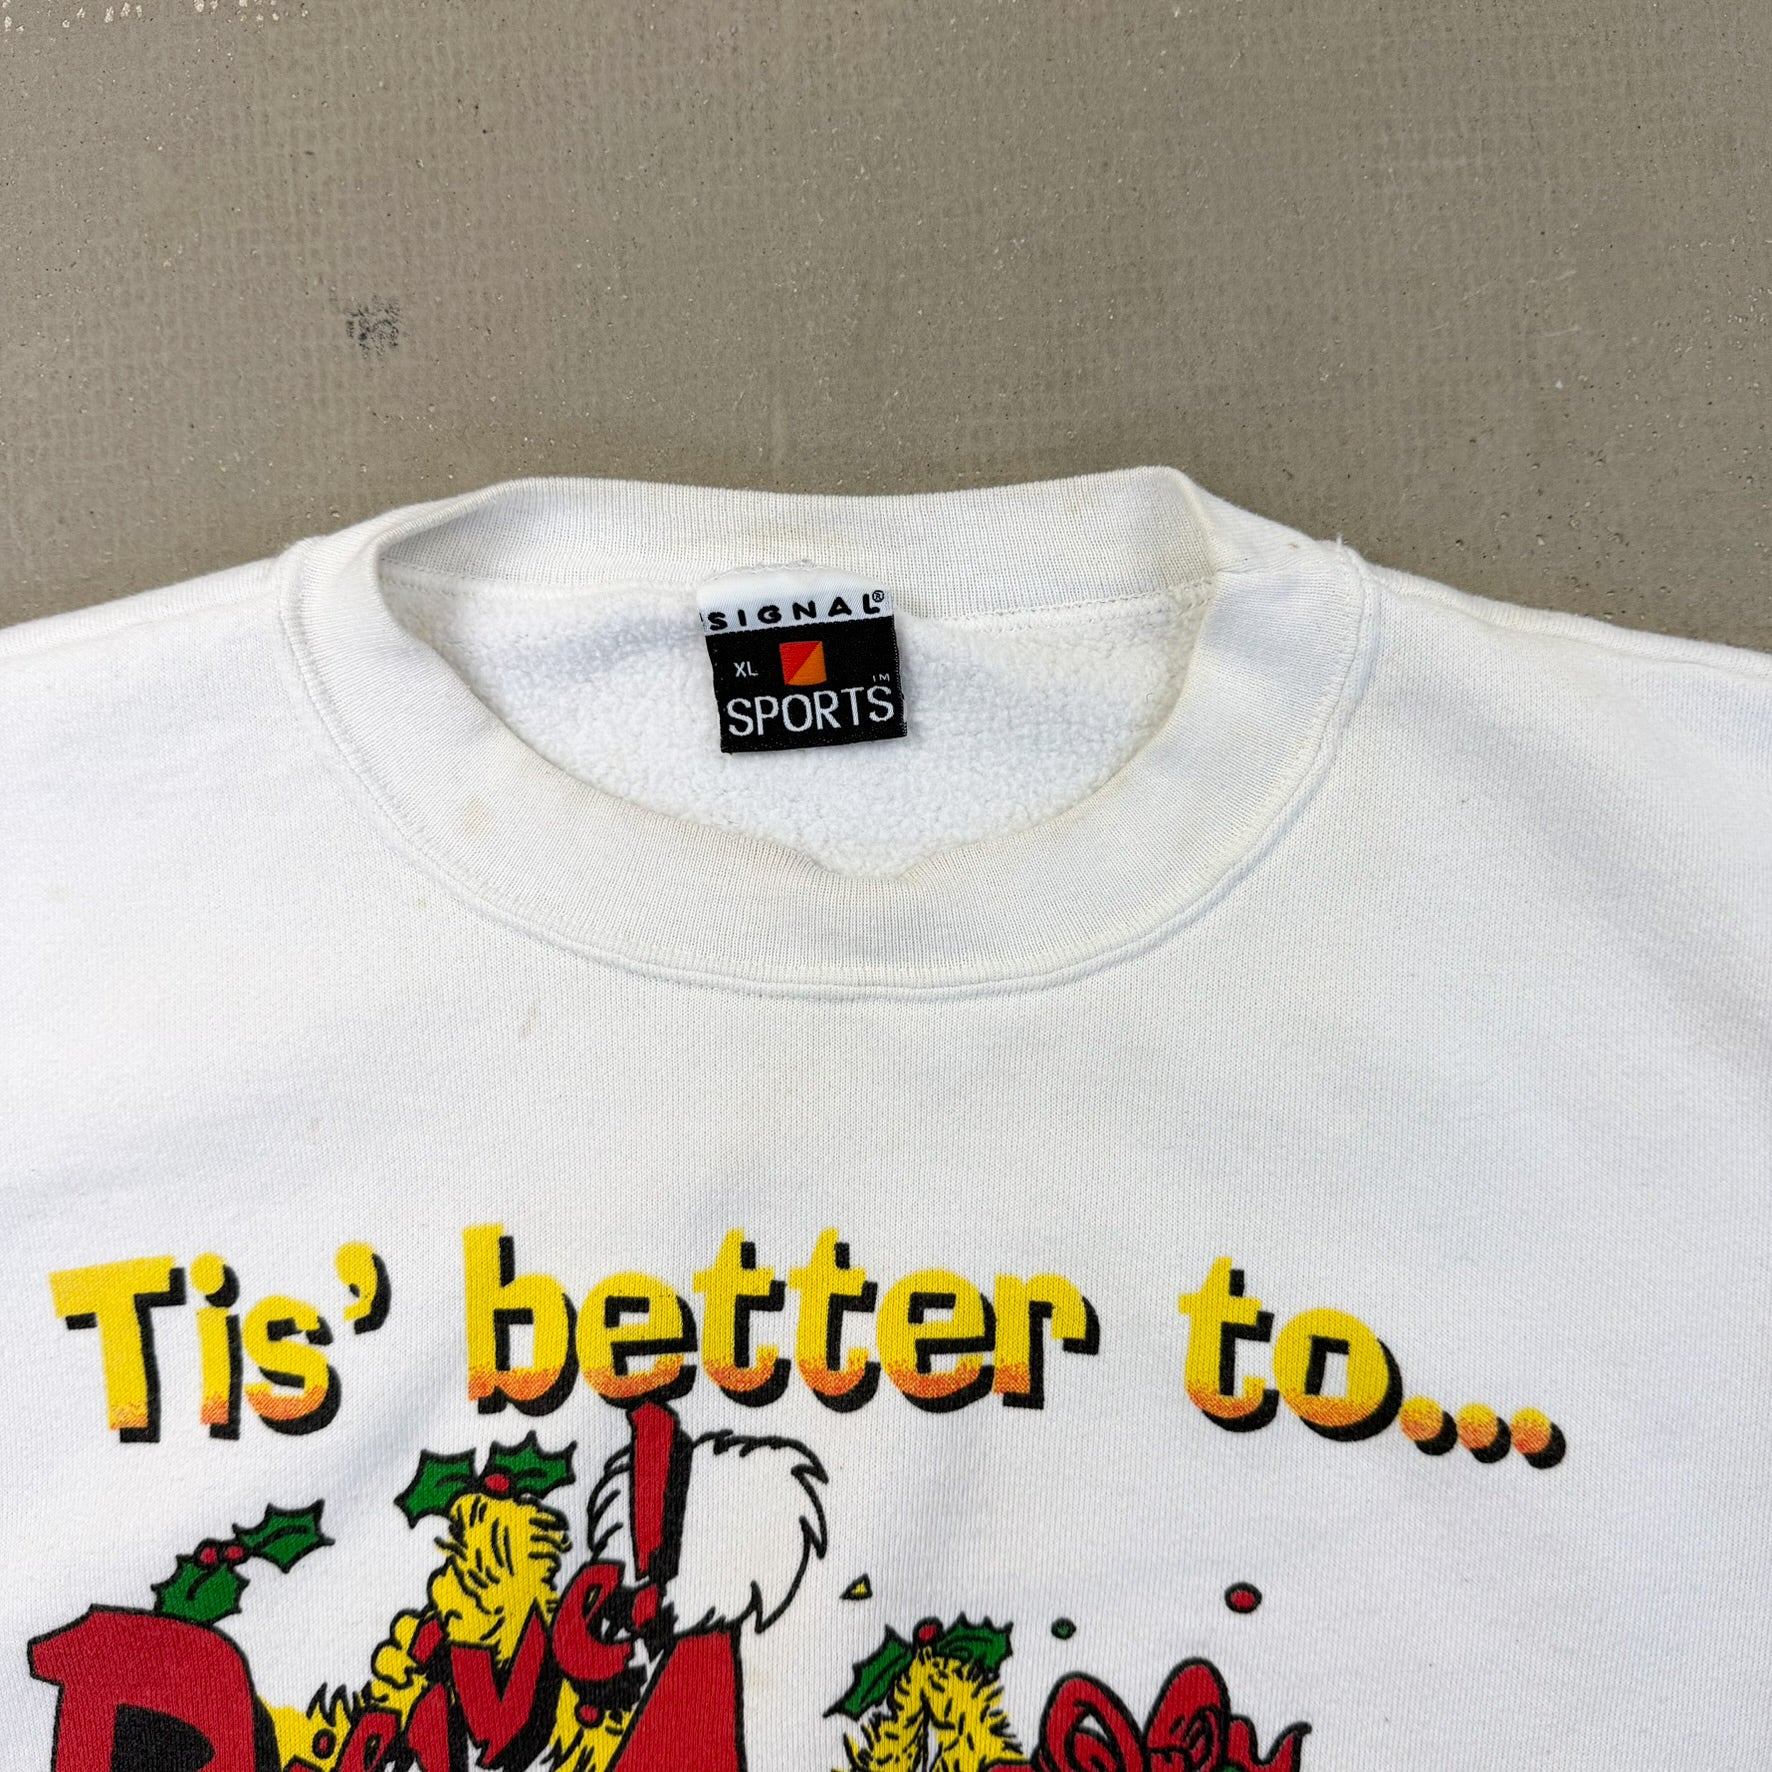 SIGNAL®
XL
SPORTS™
Tis' better to...